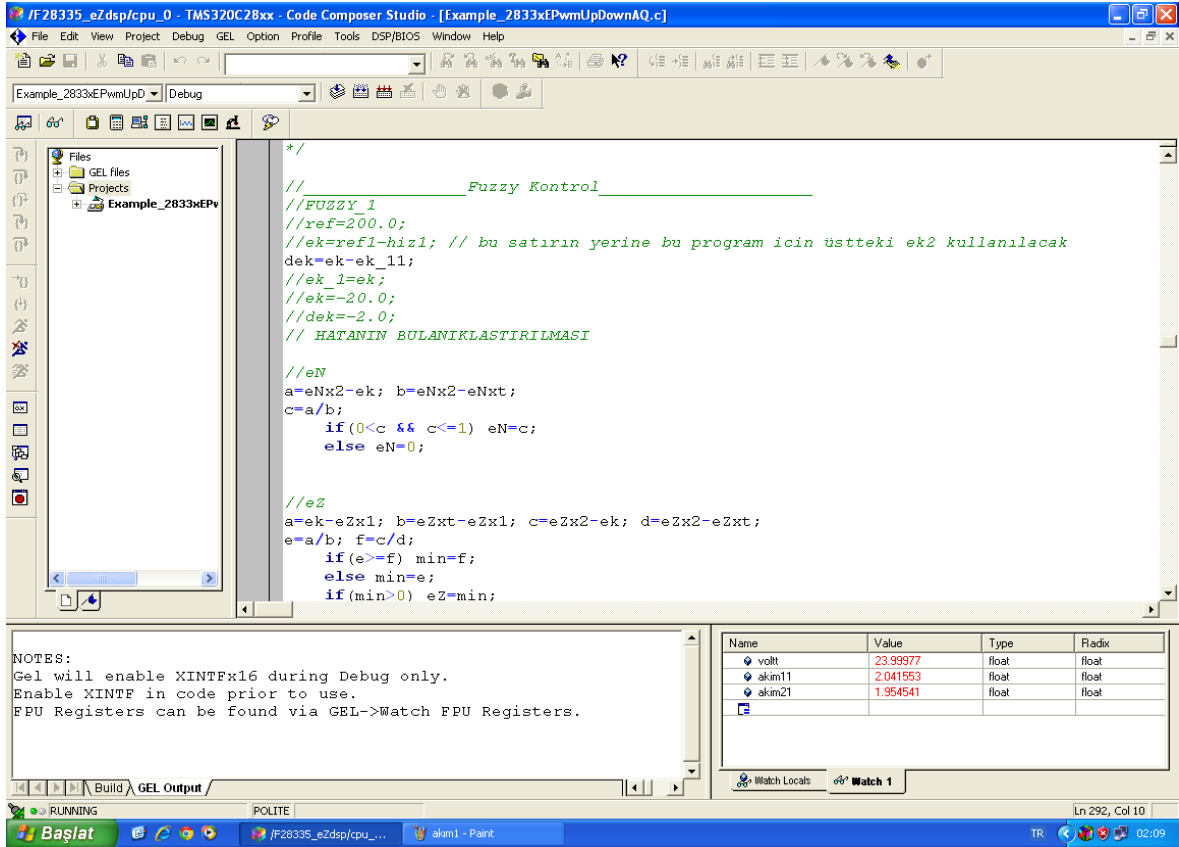 /F28335_eZdsp/cpu_0 - TMS320C28xx - Code Composer Studio - [Example_2833xEPwmUpDownAQ.c]
File Edit View Project Debug GEL Option Profile Tools DSP/BIOS Window Help
Example_2833xEPwmUpD Debug
Files
GEL files
Projects
Example_2833xEPw
*/
//________________Fuzzy Kontrol_____________________
//FUZZY_1
//ref=200.0;
//ek=ref1-hiz1; // bu satırın yerine bu program icin üstteki ek2 kullanılacak
dek=ek-ek_11;
//ek_1=ek;
//ek=-20.0;
//dek=-2.0;
// HATANIN BULANIKLASTIRILMASI
//eN
a=eNx2-ek; b=eNx2-eNxt;
c=a/b;
if(0<c && c<=1) eN=c;
else eN=0;
//eZ
a=ek-eZx1; b=eZxt-eZx1; c=eZx2-ek; d=eZx2-eZxt;
e=a/b; f=c/d;
if(e>=f) min=f;
else min=e;
if(min>0) eZ=min;
NOTES:
Gel will enable XINTFx16 during Debug only.
Enable XINTF in code prior to use.
FPU Registers can be found via GEL->Watch FPU Registers.
Build GEL Output
Name Value Type Radix
voltt 23.99977 float float
akim11 2.041553 float float
akim21 1.954541 float float
Watch Locals Watch 1
RUNNING POLITE Ln 292, Col 10
Başlat /F28335_eZdsp/cpu_... akım1 - Paint TR 02:09